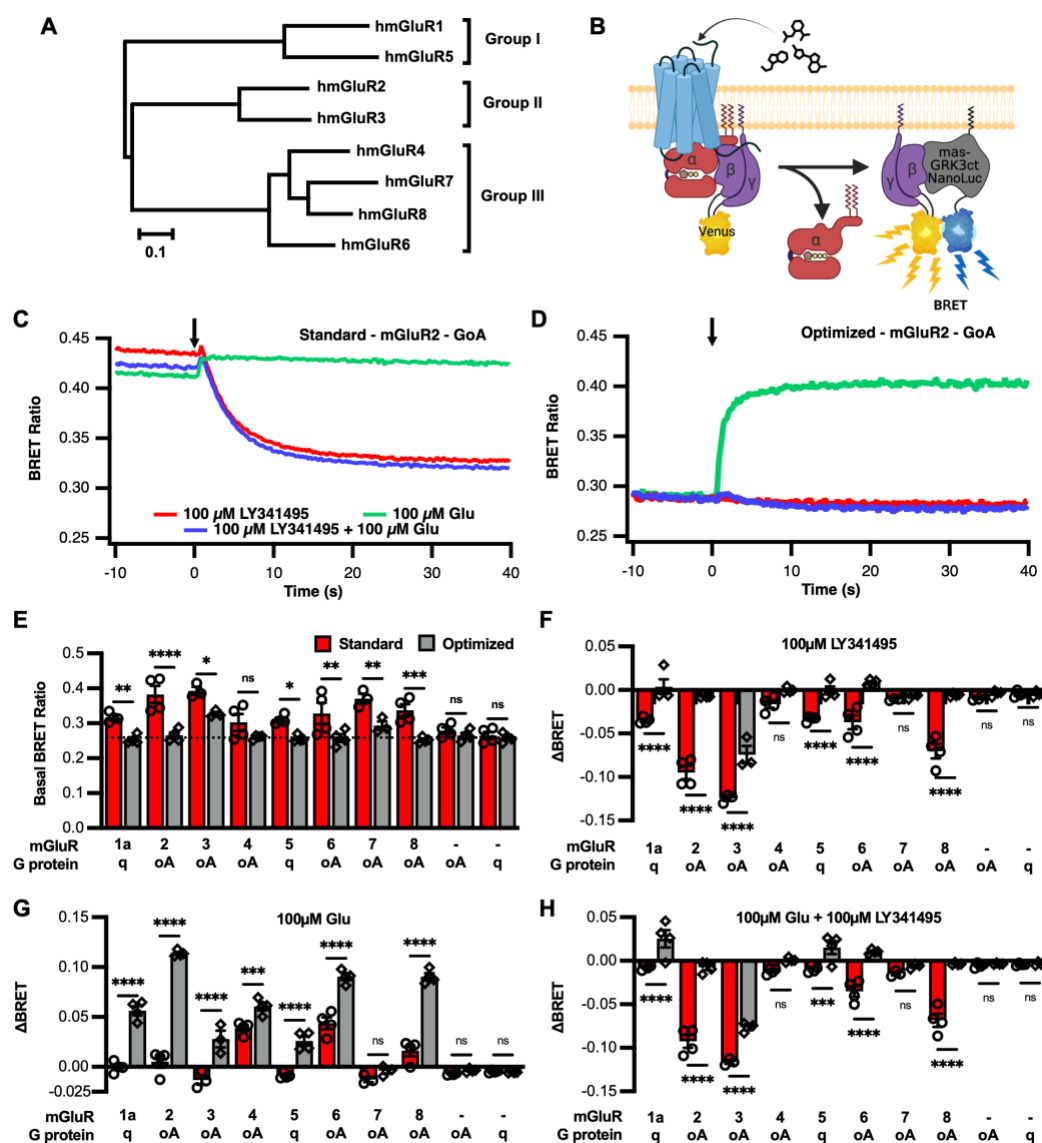 A
hmGluR1
hmGluR5
Group I
hmGluR2
hmGluR3
Group II
hmGluR4
hmGluR7
hmGluR8
hmGluR6
Group III
0.1
B
α
β
γ
Venus
α
γ
β
mas-
GRK3ct
NanoLuc
BRET
C
Standard - mGluR2 - GoA
BRET Ratio
0.45
0.40
0.35
0.30
0.25
100 µM LY341495
100 µM Glu
100 µM LY341495 + 100 µM Glu
-10 0 10 20 30 40
Time (s)
D
Optimized - mGluR2 - GoA
BRET Ratio
0.45
0.40
0.35
0.30
0.25
-10 0 10 20 30 40
Time (s)
E
Standard
Optimized
Basal BRET Ratio
0.5
0.4
0.3
0.2
0.1
0.0
** **** * ns * ** ** *** ns ns
mGluR 1a 2 3 4 5 6 7 8 - -
G protein q oA oA oA q oA oA oA oA q
F
100µM LY341495
ΔBRET
0.05
-0.00
-0.05
-0.10
-0.15
**** **** **** ns **** **** ns **** ns ns
mGluR 1a 2 3 4 5 6 7 8 - -
G protein q oA oA oA q oA oA oA oA q
G
100µM Glu
ΔBRET
0.15
0.10
0.05
0.00
-0.025
**** **** **** *** **** **** ns **** ns ns
mGluR 1a 2 3 4 5 6 7 8 - -
G protein q oA oA oA q oA oA oA oA q
H
100µM Glu + 100µM LY341495
ΔBRET
0.05
0.00
-0.05
-0.10
-0.15
**** **** **** ns *** **** ns **** ns ns
mGluR 1a 2 3 4 5 6 7 8 - -
G protein q oA oA oA q oA oA oA oA q